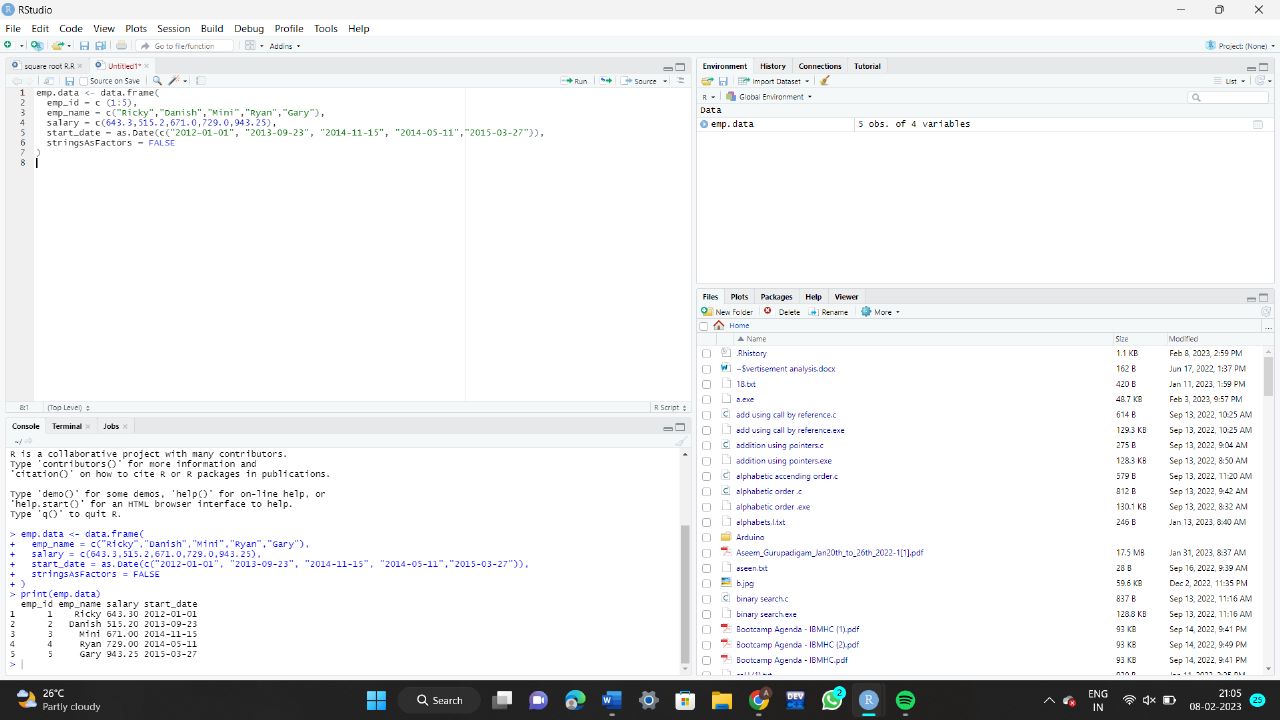 RStudio
File Edit Code View Plots Session Build Debug Profile Tools Help
Go to file/function Addins Project: (None)
square root R.R Untitled1*
Source on Save Run Source
1 emp.data <- data.frame(
2 emp_id = c (1:5),
3 emp_name = c("Ricky","Danish","Mini","Ryan","Gary"),
4 salary = c(643.3,515.2,671.0,729.0,943.25),
5 start_date = as.Date(c("2012-01-01", "2013-09-23", "2014-11-15", "2014-05-11","2015-03-27")),
6 stringsAsFactors = FALSE
7 )
8
8:1 (Top Level) R Script
Console Terminal Jobs
~/
R is a collaborative project with many contributors.
Type 'contributors()' for more information and
'citation()' on how to cite R or R packages in publications.
Type 'demo()' for some demos, 'help()' for on-line help, or
'help.start()' for an HTML browser interface to help.
Type 'q()' to quit R.
> emp.data <- data.frame(
+ emp_name = c("Ricky","Danish","Mini","Ryan","Gary"),
+ salary = c(643.3,515.2,671.0,729.0,943.25),
+ start_date = as.Date(c("2012-01-01", "2013-09-23", "2014-11-15", "2014-05-11","2015-03-27")),
+ stringsAsFactors = FALSE
+ )
> print(emp.data)
emp_id emp_name salary start_date
1 1 Ricky 643.30 2012-01-01
2 2 Danish 515.20 2013-09-23
3 3 Mini 671.00 2014-11-15
4 4 Ryan 729.00 2014-05-11
5 5 Gary 943.25 2015-03-27
>
Environment History Connections Tutorial
Import Dataset List
R Global Environment
Data
emp.data 5 obs. of 4 variables
Files Plots Packages Help Viewer
New Folder Delete Rename More
Home ...
Name Size Modified
.Rhistory 1.1 KB Feb 8, 2023, 2:59 PM
~$vertisement analysis.docx 162 B Jun 17, 2022, 1:37 PM
18.txt 420 B Jan 11, 2023, 1:59 PM
a.exe 48.7 KB Feb 3, 2023, 9:57 PM
add using call by reference.c 614 B Sep 13, 2022, 10:25 AM
add using call by reference.exe 129.3 KB Sep 13, 2022, 10:25 AM
addition using pointers.c 275 B Sep 13, 2022, 9:04 AM
addition using pointers.exe 128.3 KB Sep 13, 2022, 8:50 AM
alphabetic accending order.c 579 B Sep 13, 2022, 11:20 AM
alphabetic order .c 812 B Sep 13, 2022, 9:42 AM
alphabetic order .exe 130.1 KB Sep 13, 2022, 8:32 AM
alphabets.l.txt 246 B Jan 13, 2023, 8:40 AM
Arduino
Aseem_Gurupadigam_Jan20th_to_26th_2022-1[1].pdf 17.5 MB Jan 31, 2023, 8:37 AM
aseen.txt 28 B Sep 16, 2022, 9:39 AM
b.jpg 59.6 KB Dec 2, 2022, 11:35 PM
binary search.c 837 B Sep 13, 2022, 11:16 AM
binary search.exe 128.8 KB Sep 13, 2022, 11:16 AM
Bootcamp Agenda - IBMHC (1).pdf 93 KB Sep 14, 2022, 9:41 PM
Bootcamp Agenda - IBMHC (2).pdf 93 KB Sep 14, 2022, 9:49 PM
Bootcamp Agenda - IBMHC.pdf 93 KB Sep 14, 2022, 9:41 PM
26°C
Partly cloudy
Search
DEV
2
ENG
IN
21:05
08-02-2023
25